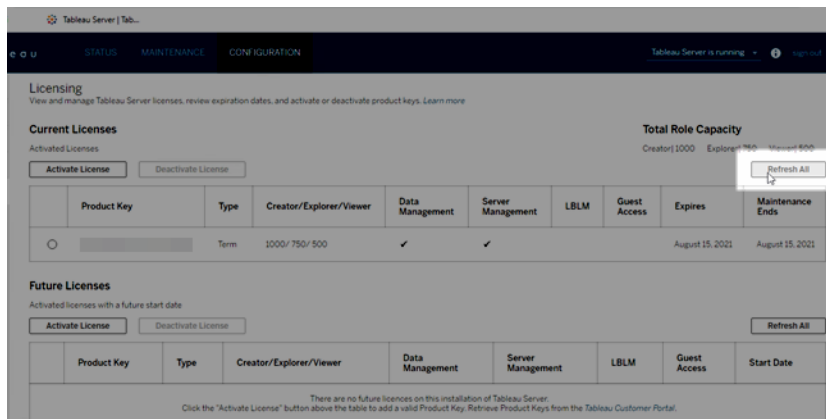 Tableau Server | Tab...
e a u STATUS MAINTENANCE CONFIGURATION Tableau Server is running sign out
Licensing
View and manage Tableau Server licenses, review expiration dates, and activate or deactivate product keys. Learn more
Current Licenses Total Role Capacity
Activated Licenses Creator| 1000 Explorer| 750 Viewer| 500
Activate License Deactivate License Refresh All
Product Key Type Creator/Explorer/Viewer Data Management Server Management LBLM Guest Access Expires Maintenance Ends
Term 1000/ 750/ 500 ✔ ✔ August 15, 2021 August 15, 2021
Future Licenses
Activated licenses with a future start date
Activate License Deactivate License Refresh All
Product Key Type Creator/Explorer/Viewer Data Management Server Management LBLM Guest Access Start Date
There are no future licences on this installation of Tableau Server.
Click the "Activate License" button above the table to add a valid Product Key. Retrieve Product Keys from the Tableau Customer Portal.